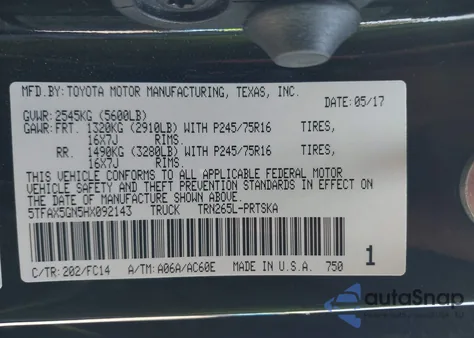 MFD.BY:TOYOTA MOTOR MANUFACTURING, TEXAS, INC.
DATE: 05/17
GVWR: 2545KG (5600LB)
GAWR:FRT. 1320KG (2910LB) WITH P245/75R16 TIRES,
16X7J RIMS.
RR. 1490KG (3280LB) WITH P245/75R16 TIRES,
16X7J RIMS.
THIS VEHICLE CONFORMS TO ALL APPLICABLE FEDERAL MOTOR
VEHICLE SAFETY AND THEFT PREVENTION STANDARDS IN EFFECT ON
THE DATE OF MANUFACTURE SHOWN ABOVE.
5TFAX5GN5HX092143 TRUCK TRN265L-PRTSKA
C/TR:202/FC14 A/TM:A06A/AC60E MADE IN U.S.A. 750 1
autoSnap